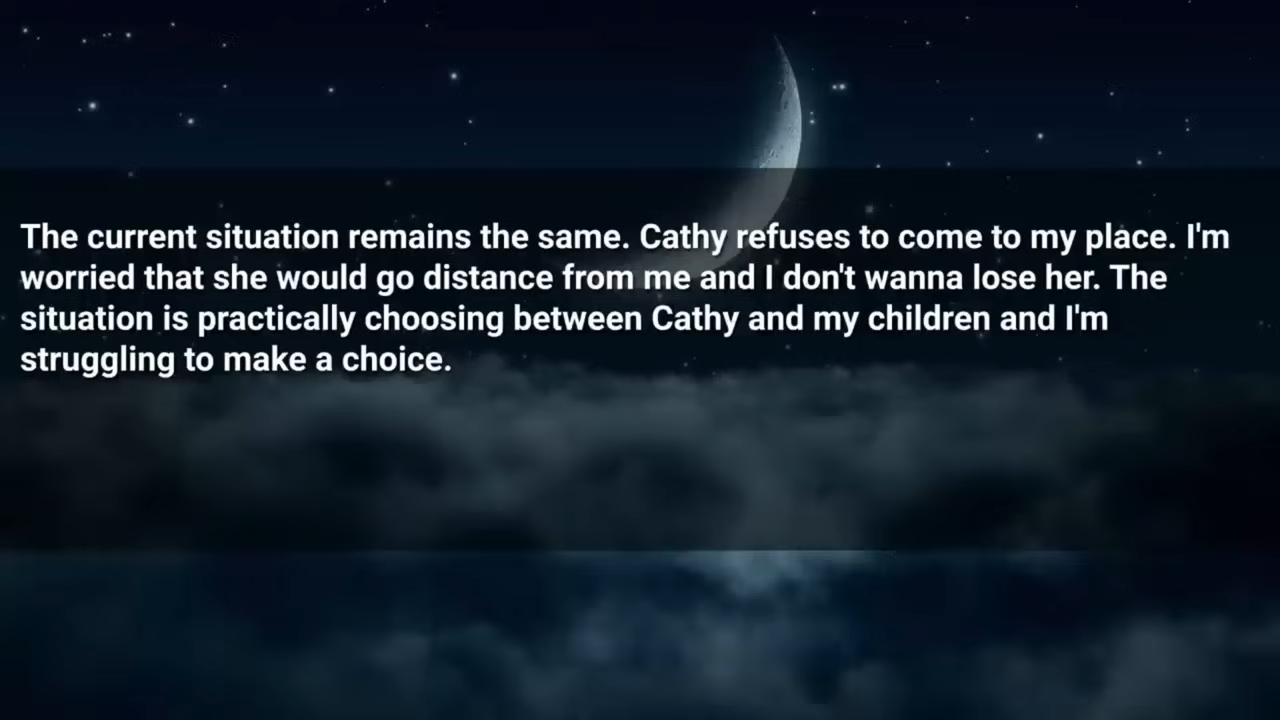 The current situation remains the same. Cathy refuses to come to my place. I'm
worried that she would go distance from me and I don't wanna lose her. The
situation is practically choosing between Cathy and my children and I'm
struggling to make a choice.